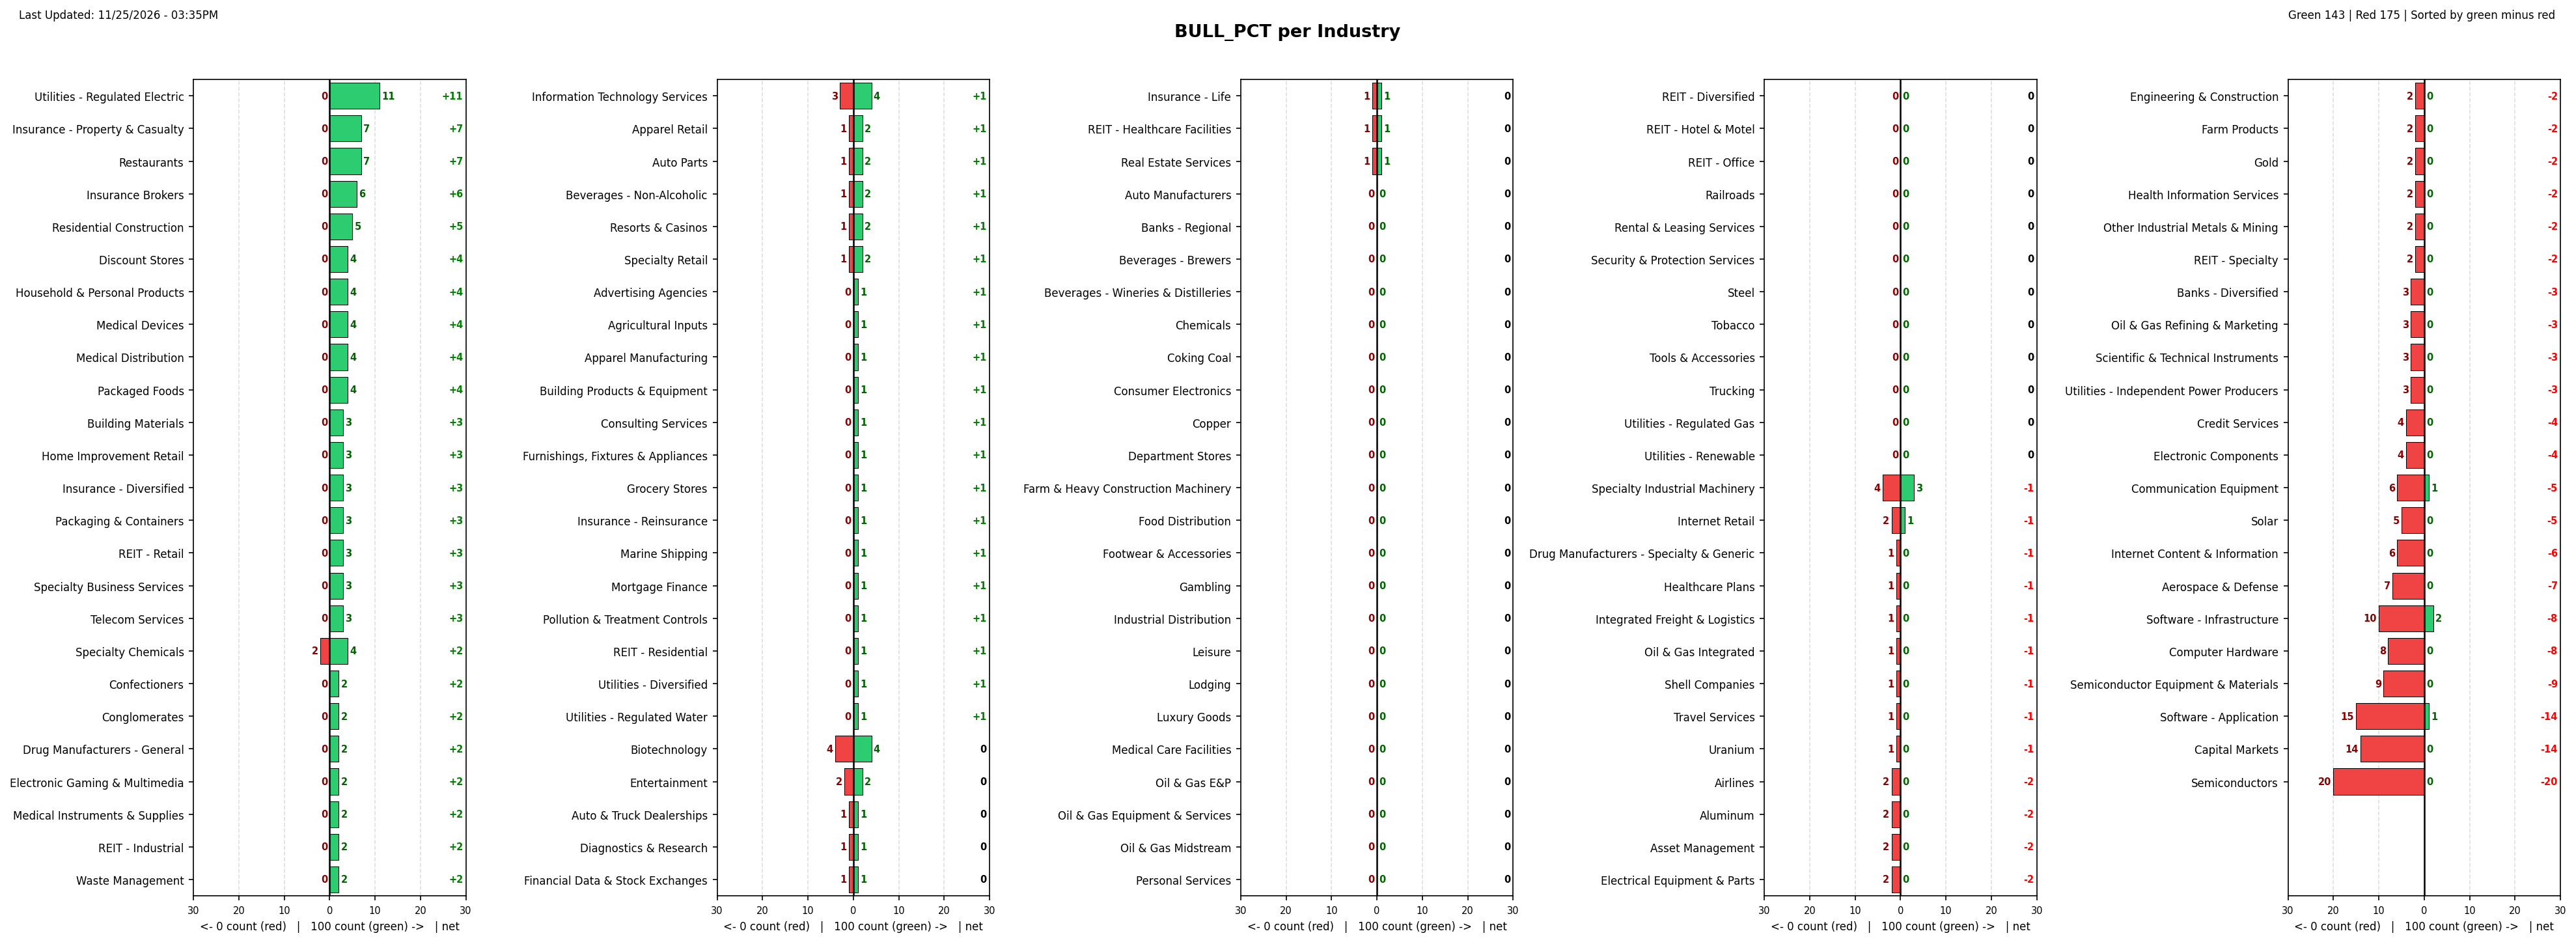 Last Updated: 11/25/2026 - 03:35PM
Green 143 | Red 175 | Sorted by green minus red
BULL_PCT per Industry
Utilities - Regulated Electric 0 11 +11
Insurance - Property & Casualty 0 7 +7
Restaurants 0 7 +7
Insurance Brokers 0 6 +6
Residential Construction 0 5 +5
Discount Stores 0 4 +4
Household & Personal Products 0 4 +4
Medical Devices 0 4 +4
Medical Distribution 0 4 +4
Packaged Foods 0 4 +4
Building Materials 0 3 +3
Home Improvement Retail 0 3 +3
Insurance - Diversified 0 3 +3
Packaging & Containers 0 3 +3
REIT - Retail 0 3 +3
Specialty Business Services 0 3 +3
Telecom Services 0 3 +3
Specialty Chemicals 2 4 +2
Confectioners 0 2 +2
Conglomerates 0 2 +2
Drug Manufacturers - General 0 2 +2
Electronic Gaming & Multimedia 0 2 +2
Medical Instruments & Supplies 0 2 +2
REIT - Industrial 0 2 +2
Waste Management 0 2 +2
30 20 10 0 10 20 30
<- 0 count (red) | 100 count (green) -> | net
Information Technology Services 3 4 +1
Apparel Retail 1 2 +1
Auto Parts 1 2 +1
Beverages - Non-Alcoholic 1 2 +1
Resorts & Casinos 1 2 +1
Specialty Retail 1 2 +1
Advertising Agencies 0 1 +1
Agricultural Inputs 0 1 +1
Apparel Manufacturing 0 1 +1
Building Products & Equipment 0 1 +1
Consulting Services 0 1 +1
Furnishings, Fixtures & Appliances 0 1 +1
Grocery Stores 0 1 +1
Insurance - Reinsurance 0 1 +1
Marine Shipping 0 1 +1
Mortgage Finance 0 1 +1
Pollution & Treatment Controls 0 1 +1
REIT - Residential 0 1 +1
Utilities - Diversified 0 1 +1
Utilities - Regulated Water 0 1 +1
Biotechnology 4 4 0
Entertainment 2 2 0
Auto & Truck Dealerships 1 1 0
Diagnostics & Research 1 1 0
Financial Data & Stock Exchanges 1 1 0
30 20 10 0 10 20 30
<- 0 count (red) | 100 count (green) -> | net
Insurance - Life 1 1 0
REIT - Healthcare Facilities 1 1 0
Real Estate Services 1 1 0
Auto Manufacturers 0 0 0
Banks - Regional 0 0 0
Beverages - Brewers 0 0 0
Beverages - Wineries & Distilleries 0 0 0
Chemicals 0 0 0
Coking Coal 0 0 0
Consumer Electronics 0 0 0
Copper 0 0 0
Department Stores 0 0 0
Farm & Heavy Construction Machinery 0 0 0
Food Distribution 0 0 0
Footwear & Accessories 0 0 0
Gambling 0 0 0
Industrial Distribution 0 0 0
Leisure 0 0 0
Lodging 0 0 0
Luxury Goods 0 0 0
Medical Care Facilities 0 0 0
Oil & Gas E&P 0 0 0
Oil & Gas Equipment & Services 0 0 0
Oil & Gas Midstream 0 0 0
Personal Services 0 0 0
30 20 10 0 10 20 30
<- 0 count (red) | 100 count (green) -> | net
REIT - Diversified 0 0 0
REIT - Hotel & Motel 0 0 0
REIT - Office 0 0 0
Railroads 0 0 0
Rental & Leasing Services 0 0 0
Security & Protection Services 0 0 0
Steel 0 0 0
Tobacco 0 0 0
Tools & Accessories 0 0 0
Trucking 0 0 0
Utilities - Regulated Gas 0 0 0
Utilities - Renewable 0 0 0
Specialty Industrial Machinery 4 3 -1
Internet Retail 2 1 -1
Drug Manufacturers - Specialty & Generic 1 0 -1
Healthcare Plans 1 0 -1
Integrated Freight & Logistics 1 0 -1
Oil & Gas Integrated 1 0 -1
Shell Companies 1 0 -1
Travel Services 1 0 -1
Uranium 1 0 -1
Airlines 2 0 -2
Aluminum 2 0 -2
Asset Management 2 0 -2
Electrical Equipment & Parts 2 0 -2
30 20 10 0 10 20 30
<- 0 count (red) | 100 count (green) -> | net
Engineering & Construction 2 0 -2
Farm Products 2 0 -2
Gold 2 0 -2
Health Information Services 2 0 -2
Other Industrial Metals & Mining 2 0 -2
REIT - Specialty 2 0 -2
Banks - Diversified 3 0 -3
Oil & Gas Refining & Marketing 3 0 -3
Scientific & Technical Instruments 3 0 -3
Utilities - Independent Power Producers 3 0 -3
Credit Services 4 0 -4
Electronic Components 4 0 -4
Communication Equipment 6 1 -5
Solar 5 0 -5
Internet Content & Information 6 0 -6
Aerospace & Defense 7 0 -7
Software - Infrastructure 10 2 -8
Computer Hardware 8 0 -8
Semiconductor Equipment & Materials 9 0 -9
Software - Application 15 1 -14
Capital Markets 14 0 -14
Semiconductors 20 0 -20
30 20 10 0 10 20 30
<- 0 count (red) | 100 count (green) -> | net